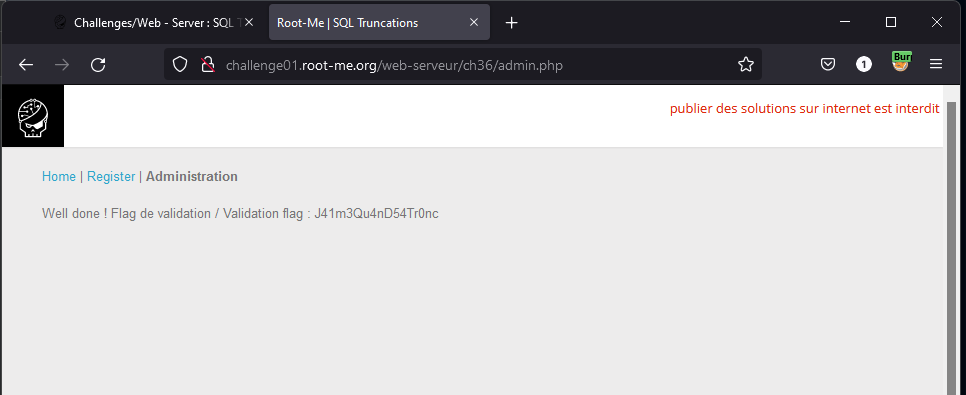 Challenges/Web - Server : SQL T
Root-Me | SQL Truncations
challenge01.root-me.org/web-serveur/ch36/admin.php
1
Bur
publier des solutions sur internet est interdit
Home | Register | Administration
Well done ! Flag de validation / Validation flag : J41m3Qu4nD54Tr0nc